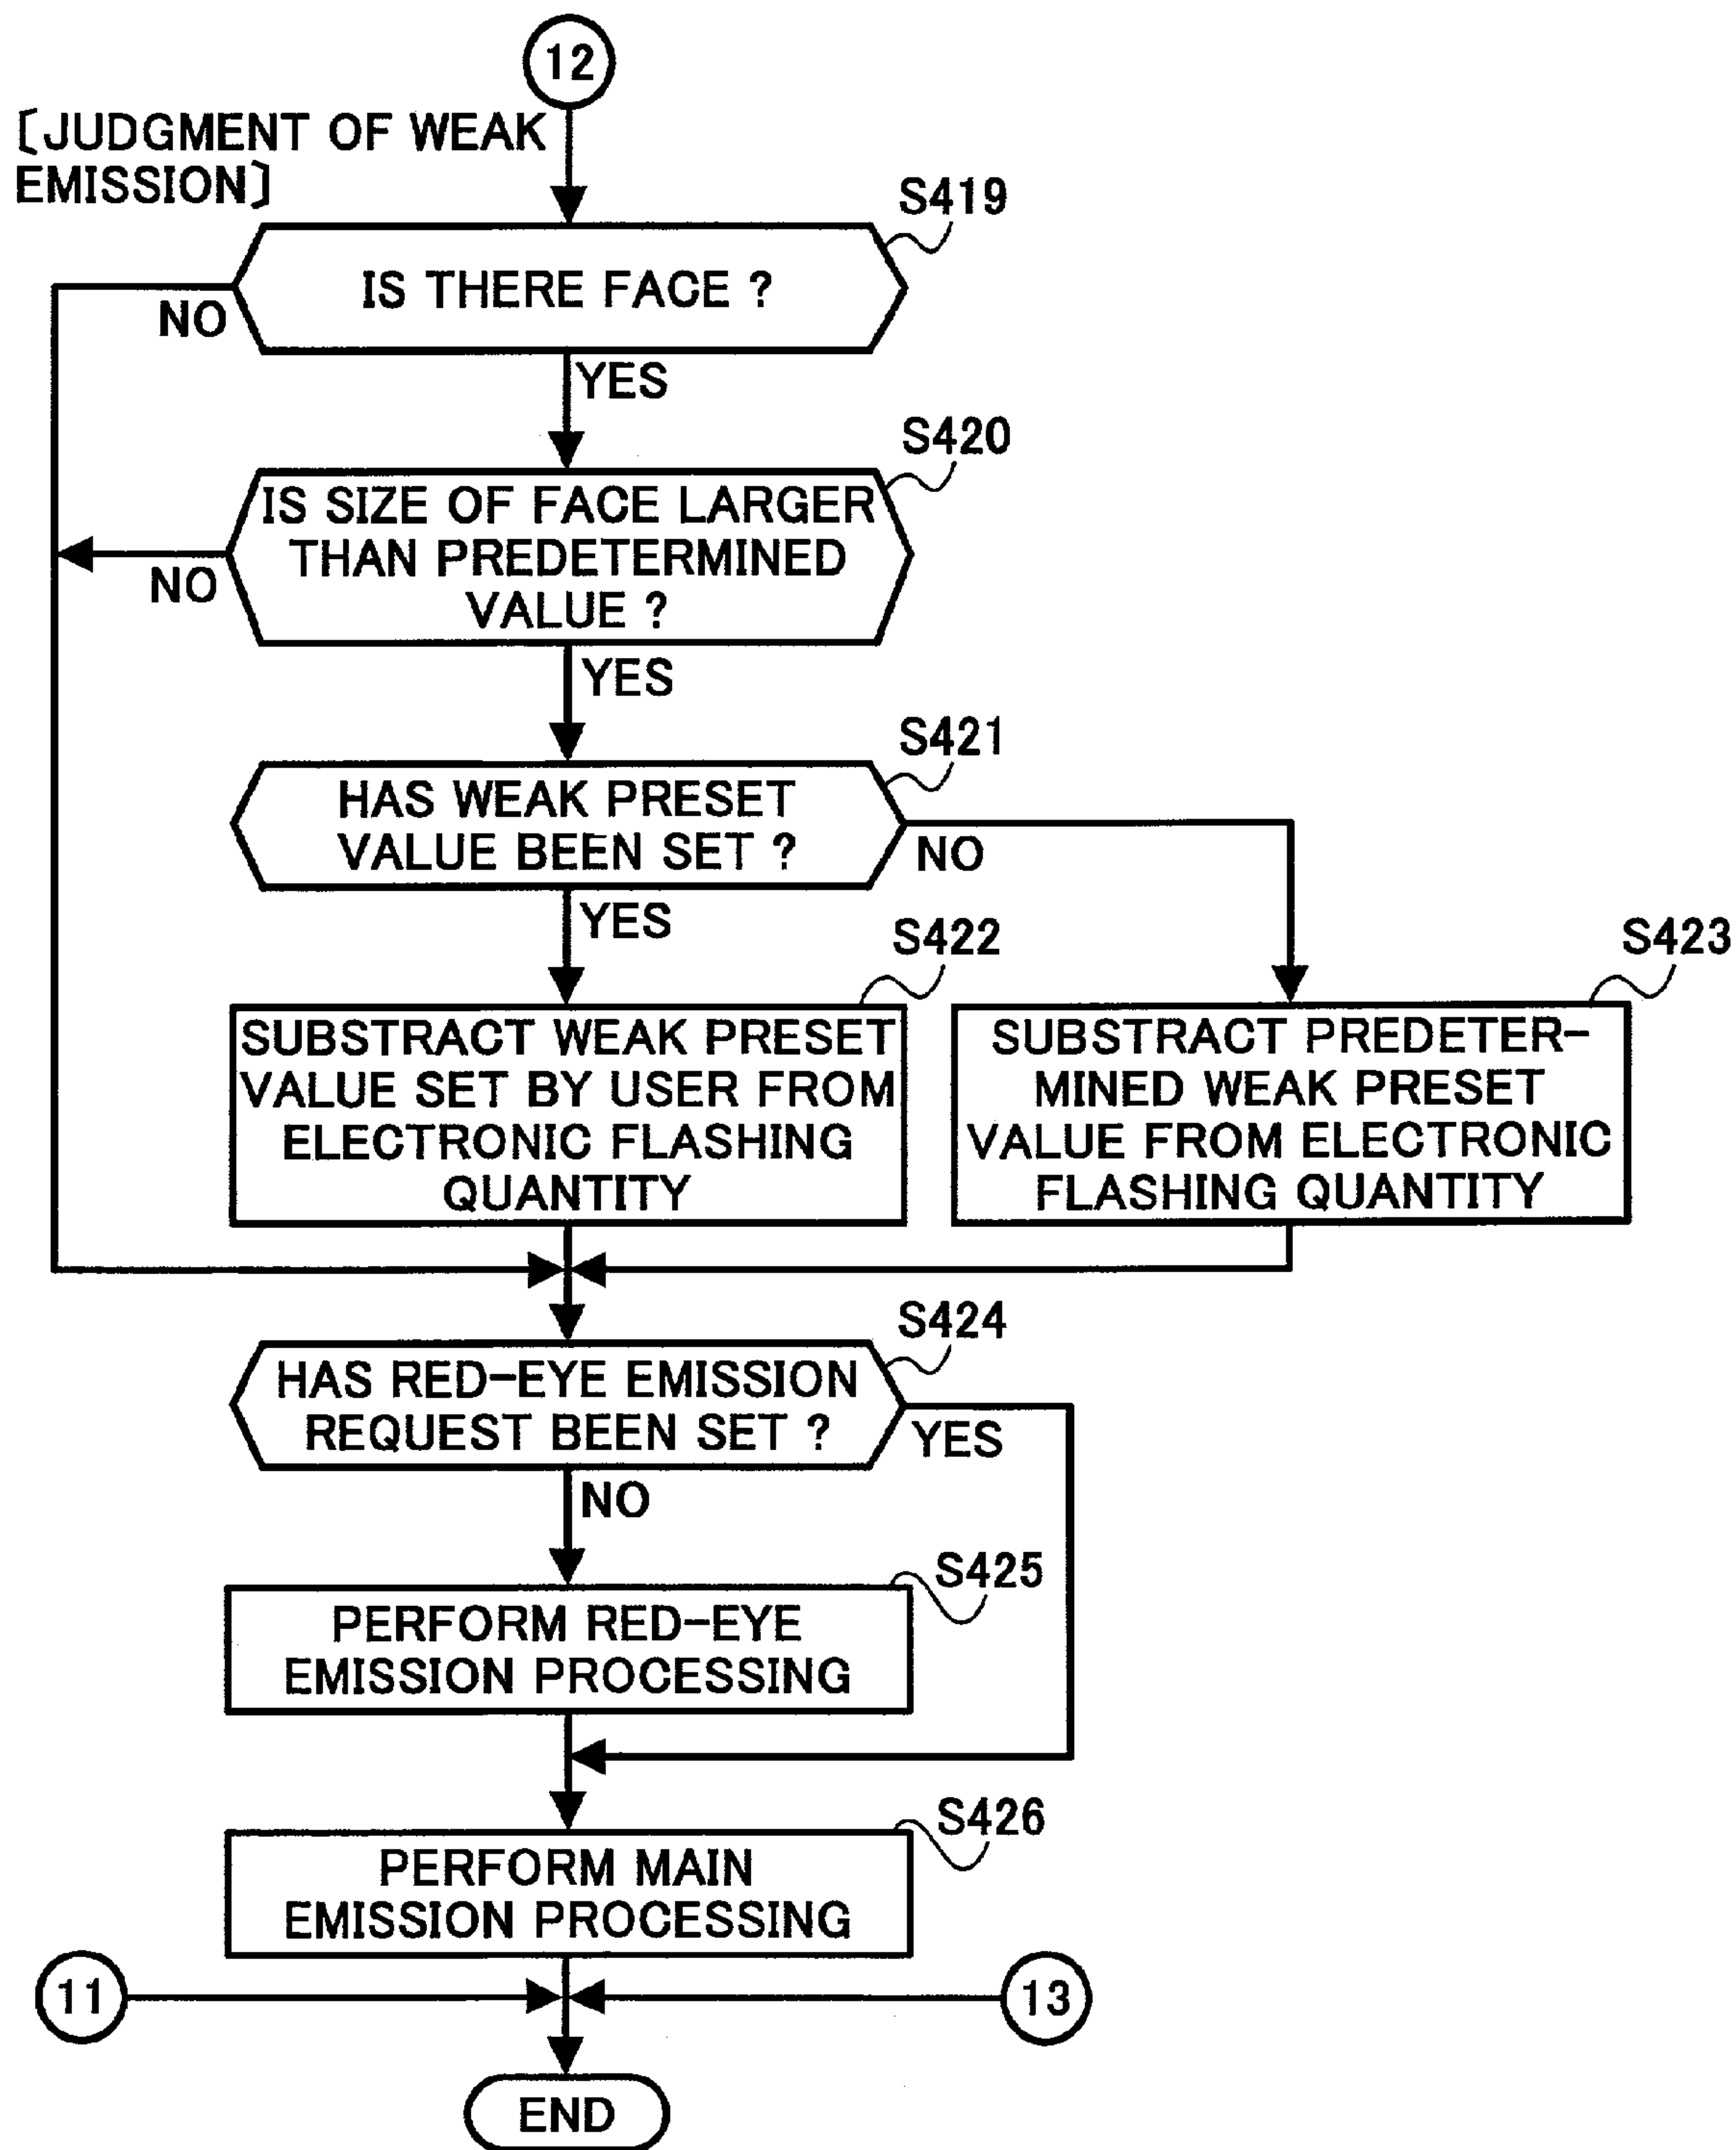 12
[JUDGMENT OF WEAK
EMISSION]
S419
IS THERE FACE ?
NO
YES
S420
IS SIZE OF FACE LARGER
THAN PREDETERMINED
VALUE ?
NO
YES
S421
HAS WEAK PRESET
VALUE BEEN SET ?
NO
YES
S422
S423
SUBSTRACT WEAK PRESET
VALUE SET BY USER FROM
ELECTRONIC FLASHING
QUANTITY
SUBSTRACT PREDETER-
MINED WEAK PRESET
VALUE FROM ELECTRONIC
FLASHING QUANTITY
S424
HAS RED-EYE EMISSION
REQUEST BEEN SET ?
YES
NO
S425
PERFORM RED-EYE
EMISSION PROCESSING
S426
PERFORM MAIN
EMISSION PROCESSING
11
13
END